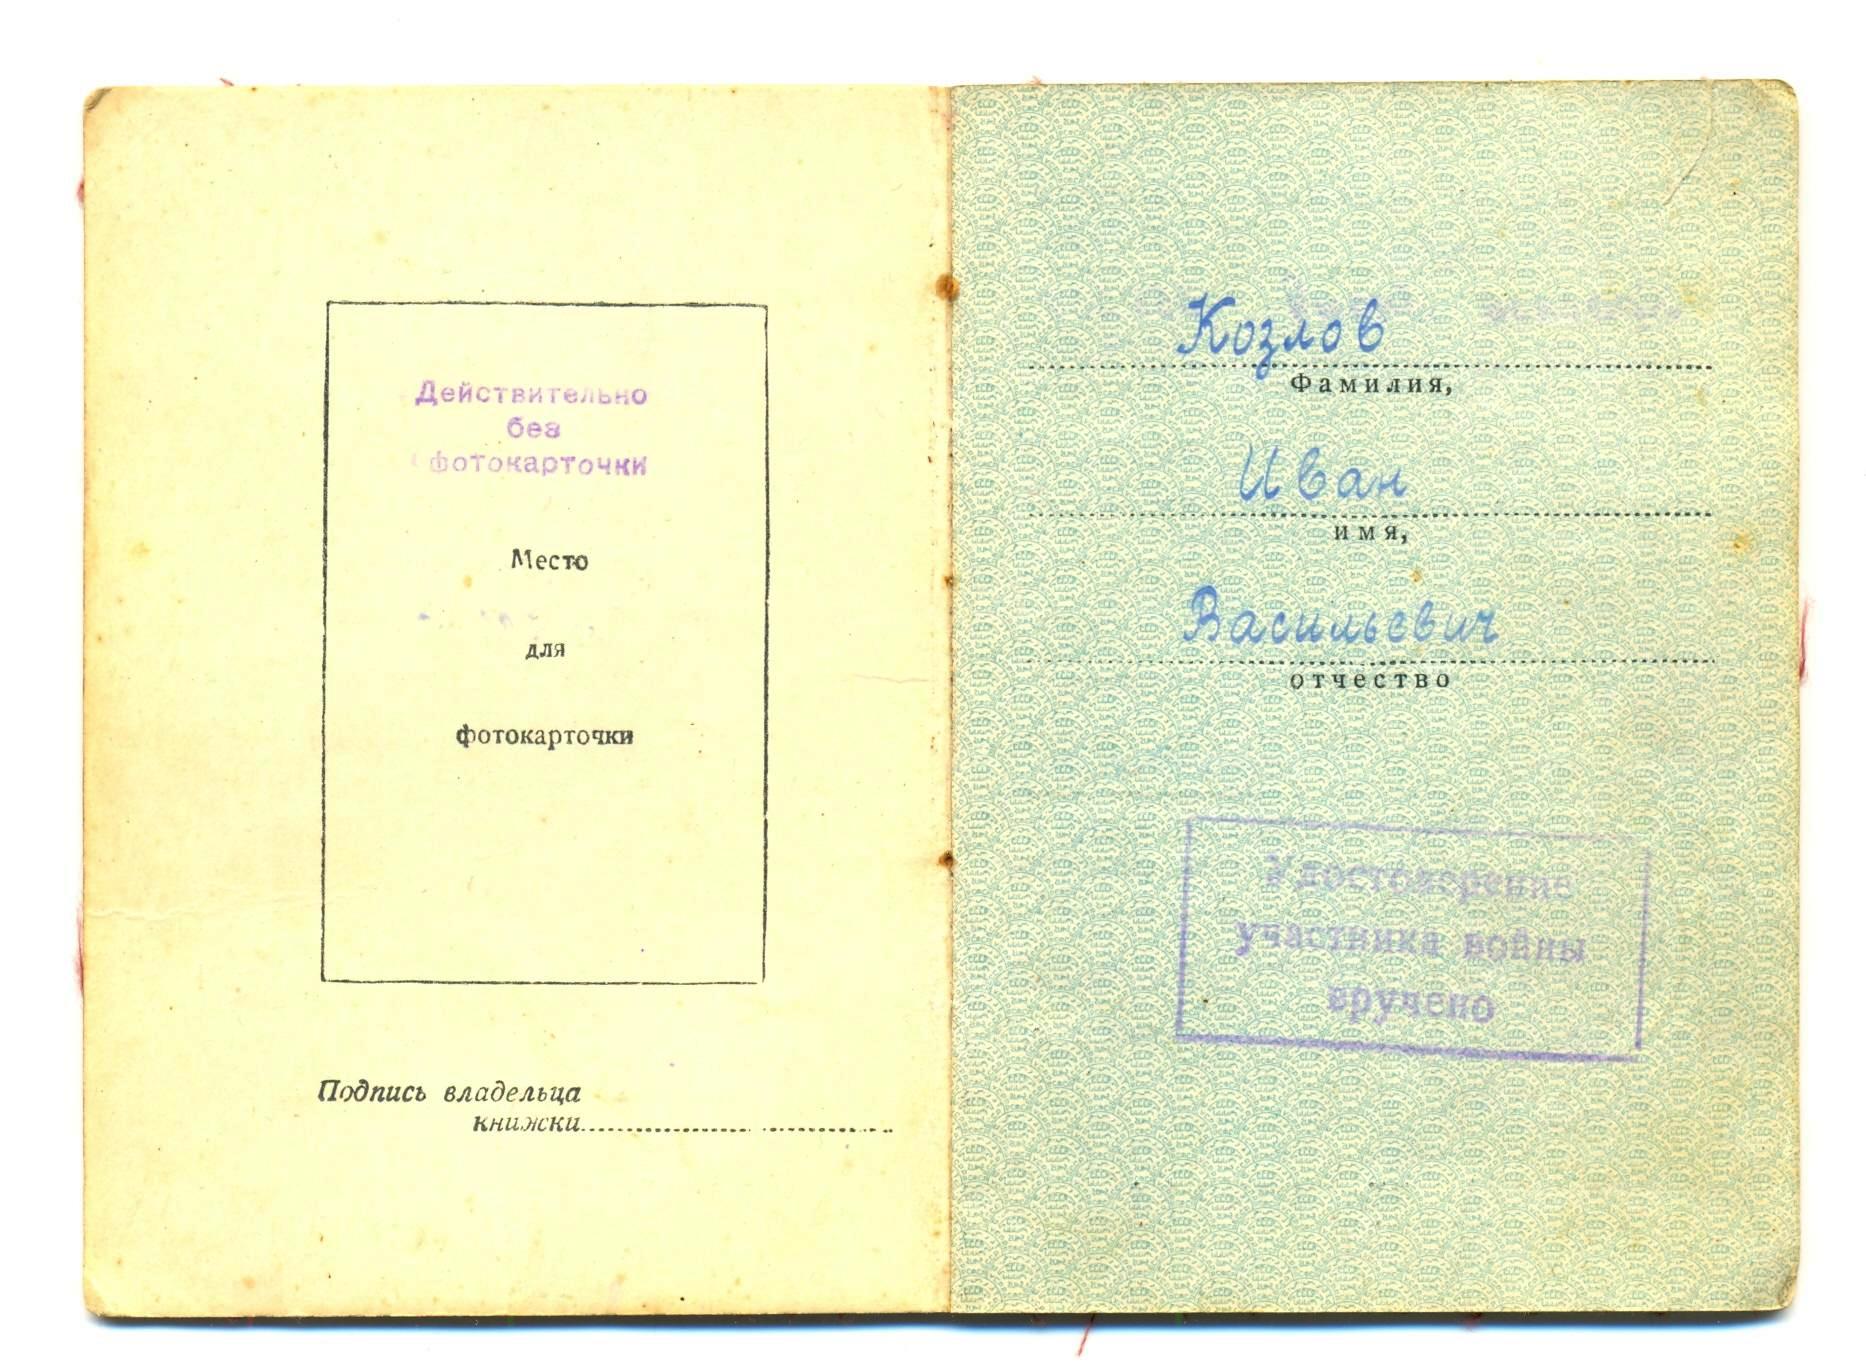 Действительно
без
фотокарточки
Место
для
фотокарточки
Подпись владельца
книжки
Козлов
Фамилия,
Иван
имя,
Васильевич
отчество
Удостоверение
участника войны
вручено